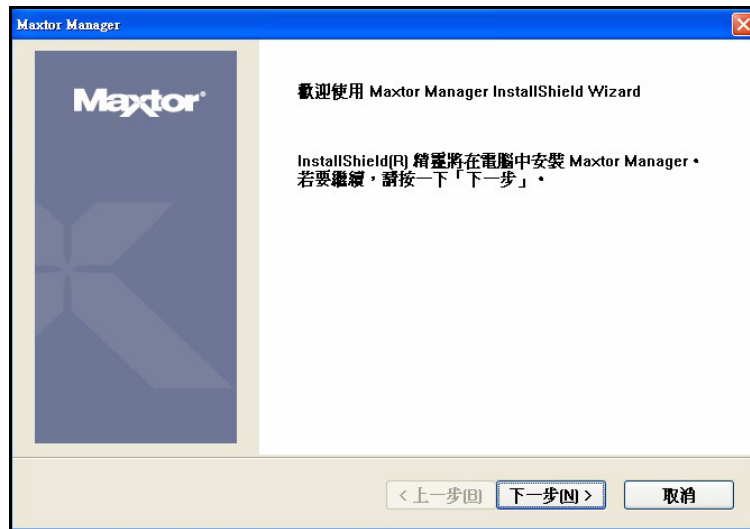 Maxtor Manager
Maxtor®
歡迎使用 Maxtor Manager InstallShield Wizard
InstallShield(R) 精靈將在電腦中安裝 Maxtor Manager。
若要繼續，請按一下「下一步」。
< 上一步(B)
下一步(N) >
取消